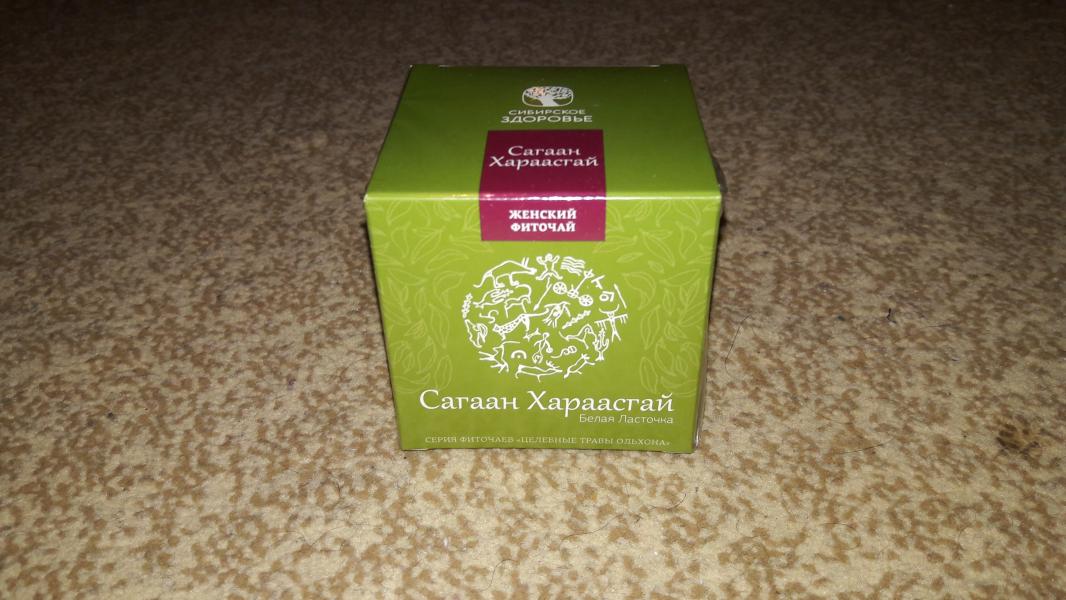 СИБИРСКОЕ
ЗДОРОВЬЕ
Сагаан
Хараасгай
ЖЕНСКИЙ
ФИТОЧАЙ
Сагаан Хараасгай
Белая Ласточка
СЕРИЯ ФИТОЧАЕВ «ЦЕЛЕБНЫЕ ТРАВЫ ОЛЬХОНА»